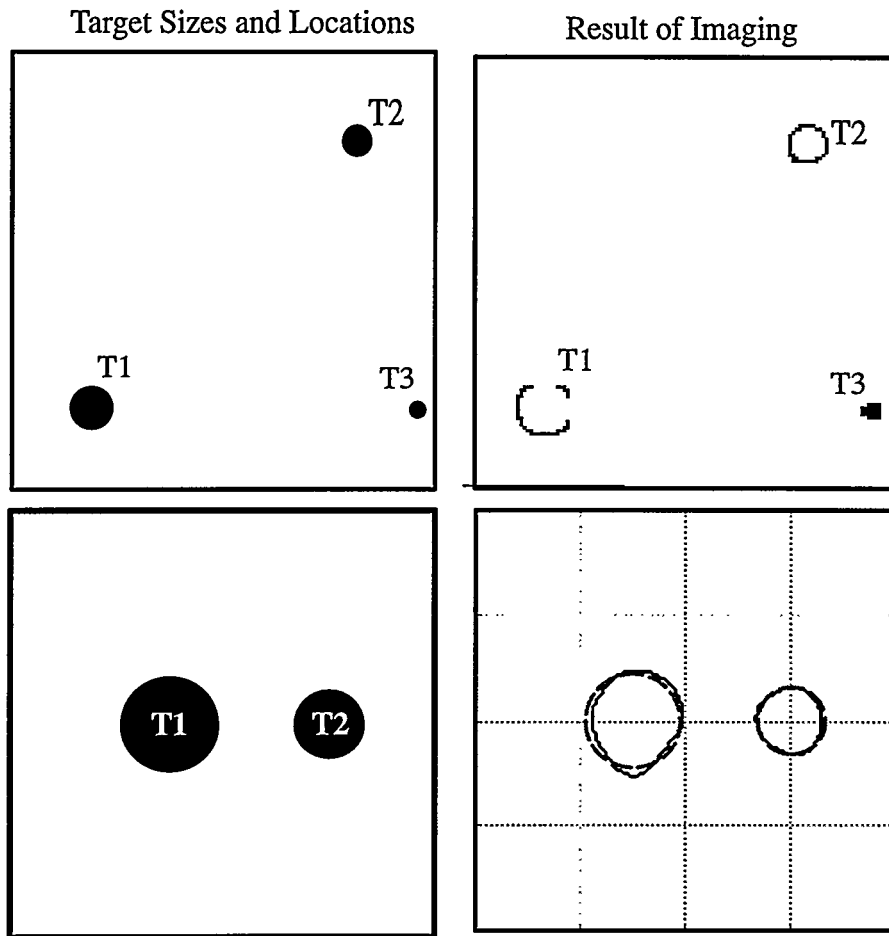 Target Sizes and Locations
Result of Imaging
T2
T1
T3
T2
T1
T3
T1
T2